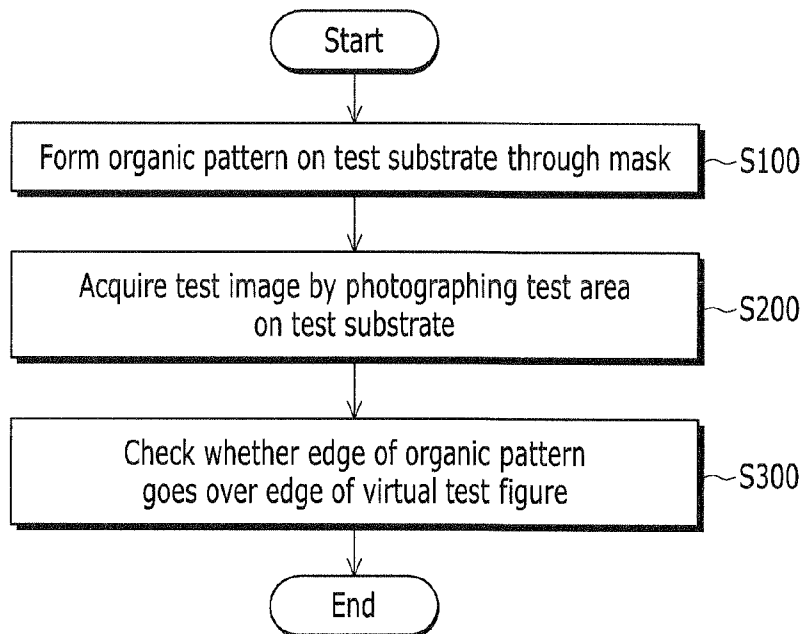 Start
Form organic pattern on test substrate through mask
S100
Acquire test image by photographing test area
on test substrate
S200
Check whether edge of organic pattern
goes over edge of virtual test figure
S300
End